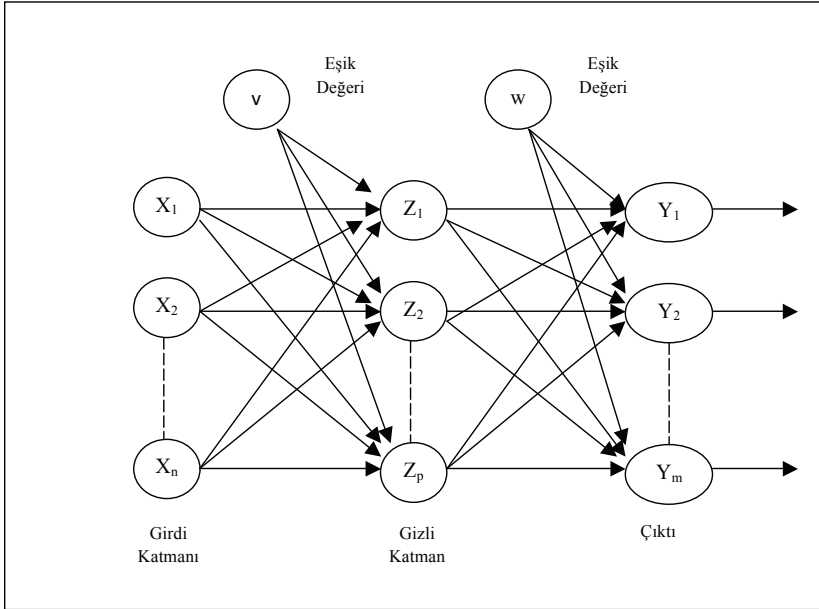 Eşik
Değeri
Eşik
Değeri
v
w
X₁
Z₁
Y₁
X₂
Z₂
Y₂
Xₙ
Zₚ
Yₘ
Girdi
Katmanı
Gizli
Katman
Çıktı